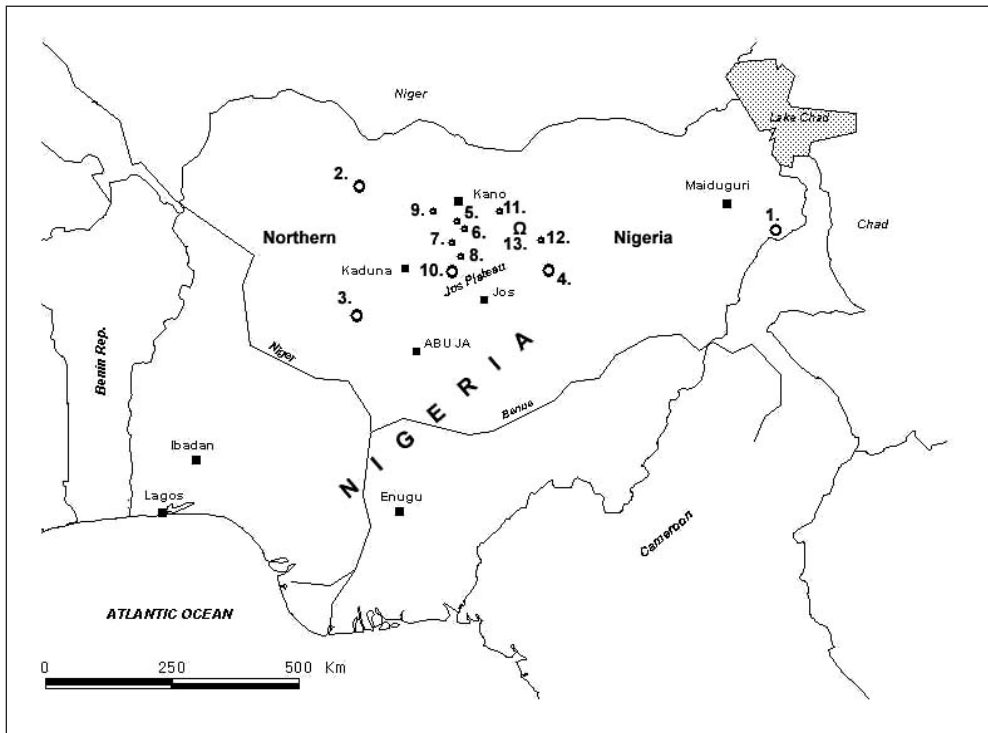 Niger
Lake Chad
2.
Kano
Maiduguri
9.
5.
11.
1.
6.
Ω
Chad
Northern
7.
13.
12.
Nigeria
8.
Kaduna
10.
Jos Plateau
4.
Jos
3.
ABUJA
Niger
Benin Rep.
NIGERIA
Benue
Ibadan
Lagos
Enugu
Cameroon
ATLANTIC OCEAN
0 250 500 Km